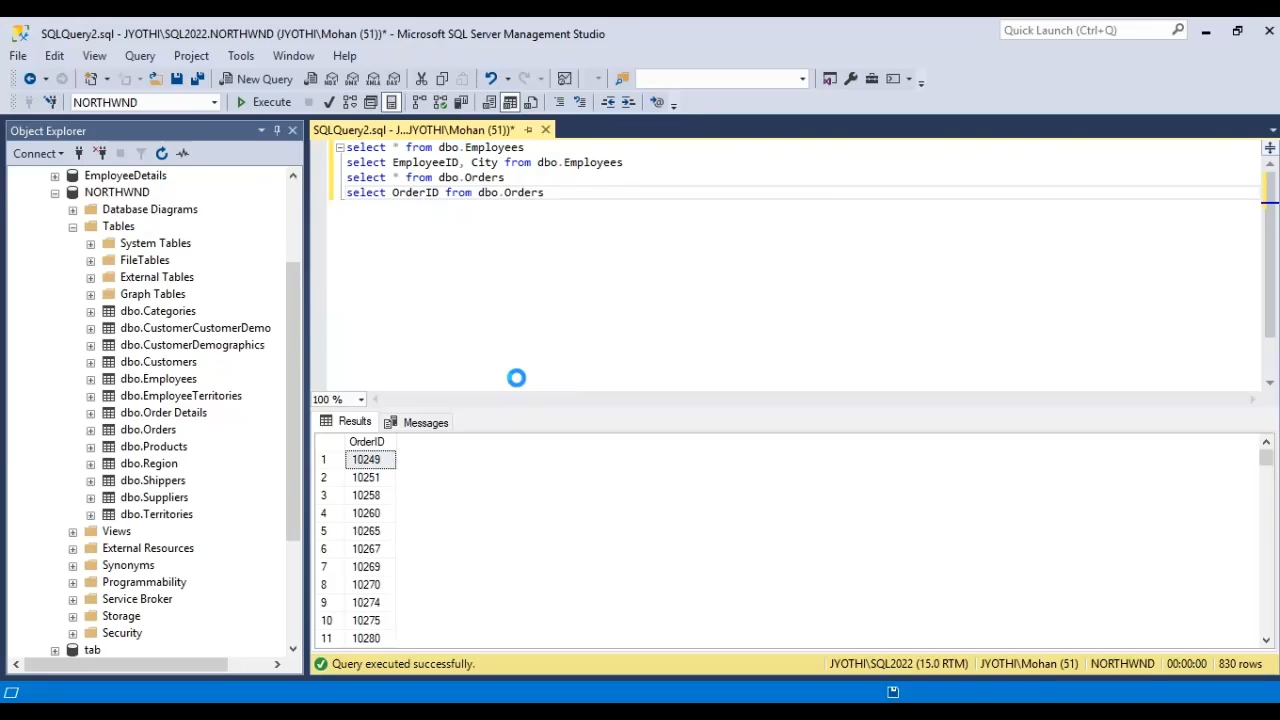 SQLQuery2.sql - JYOTHI\SQL2022.NORTHWND (JYOTHI\Mohan (51))* - Microsoft SQL Server Management Studio
Quick Launch (Ctrl+Q)
File Edit View Query Project Tools Window Help
New Query
NORTHWND
Execute
Object Explorer
SQLQuery2.sql - J...JYOTHI\Mohan (51))*
Connect
EmployeeDetails
NORTHWND
Database Diagrams
Tables
System Tables
FileTables
External Tables
Graph Tables
dbo.Categories
dbo.CustomerCustomerDemo
dbo.CustomerDemographics
dbo.Customers
dbo.Employees
dbo.EmployeeTerritories
dbo.Order Details
dbo.Orders
dbo.Products
dbo.Region
dbo.Shippers
dbo.Suppliers
dbo.Territories
Views
External Resources
Synonyms
Programmability
Service Broker
Storage
Security
tab
select * from dbo.Employees
select EmployeeID, City from dbo.Employees
select * from dbo.Orders
select OrderID from dbo.Orders
100 %
Results Messages
OrderID
1 10249
2 10251
3 10258
4 10260
5 10265
6 10267
7 10269
8 10270
9 10274
10 10275
11 10280
Query executed successfully.
JYOTHI\SQL2022 (15.0 RTM) JYOTHI\Mohan (51) NORTHWND 00:00:00 830 rows